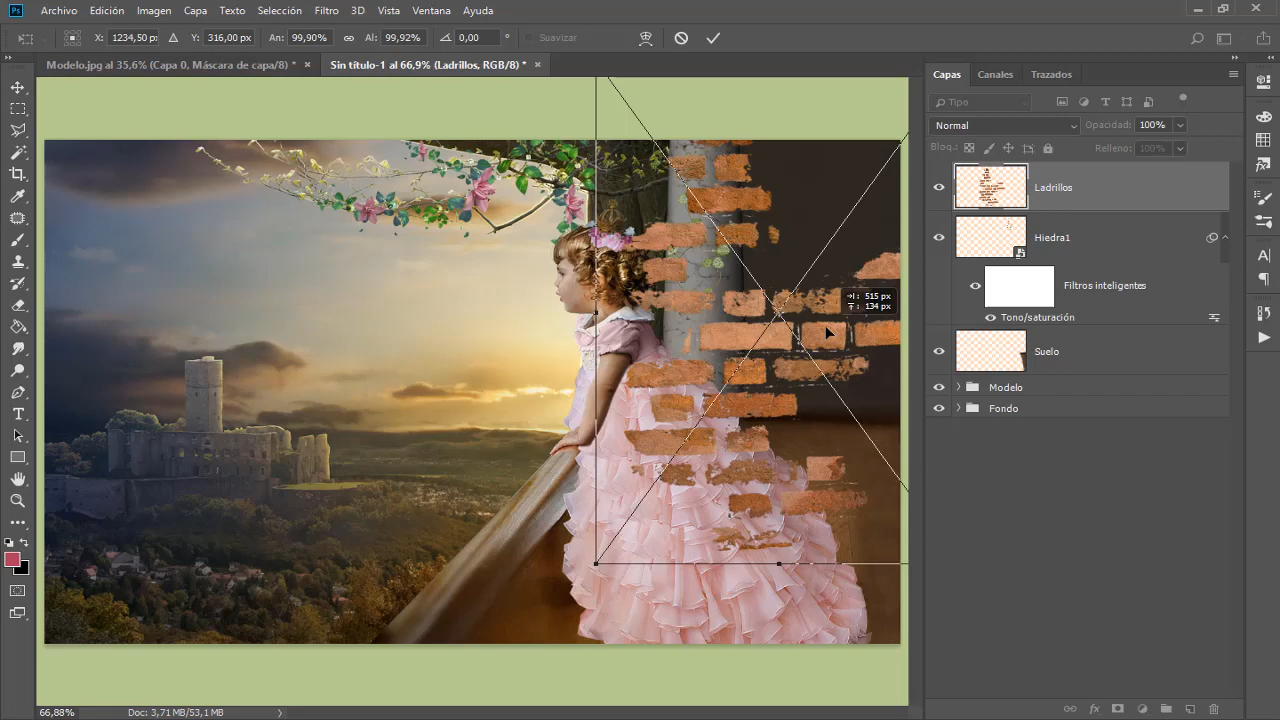 Ps Archivo Edición Imagen Capa Texto Selección Filtro 3D Vista Ventana Ayuda
X: 1234,50 px Y: 316,00 px An: 99,90% Al: 99,92% 0,00 ° Suavizar
Modelo.jpg al 35,6% (Capa 0, Máscara de capa/8) * × Sin título-1 al 66,9% (Ladrillos, RGB/8) * ×
Capas Canales Trazados
Tipo
Normal Opacidad: 100%
Bloq.: Relleno: 100%
Ladrillos
Hiedra1
Filtros inteligentes
Tono/saturación
Suelo
Modelo
Fondo
515 px
134 px
66,88% Doc: 3,71 MB/53,1 MB